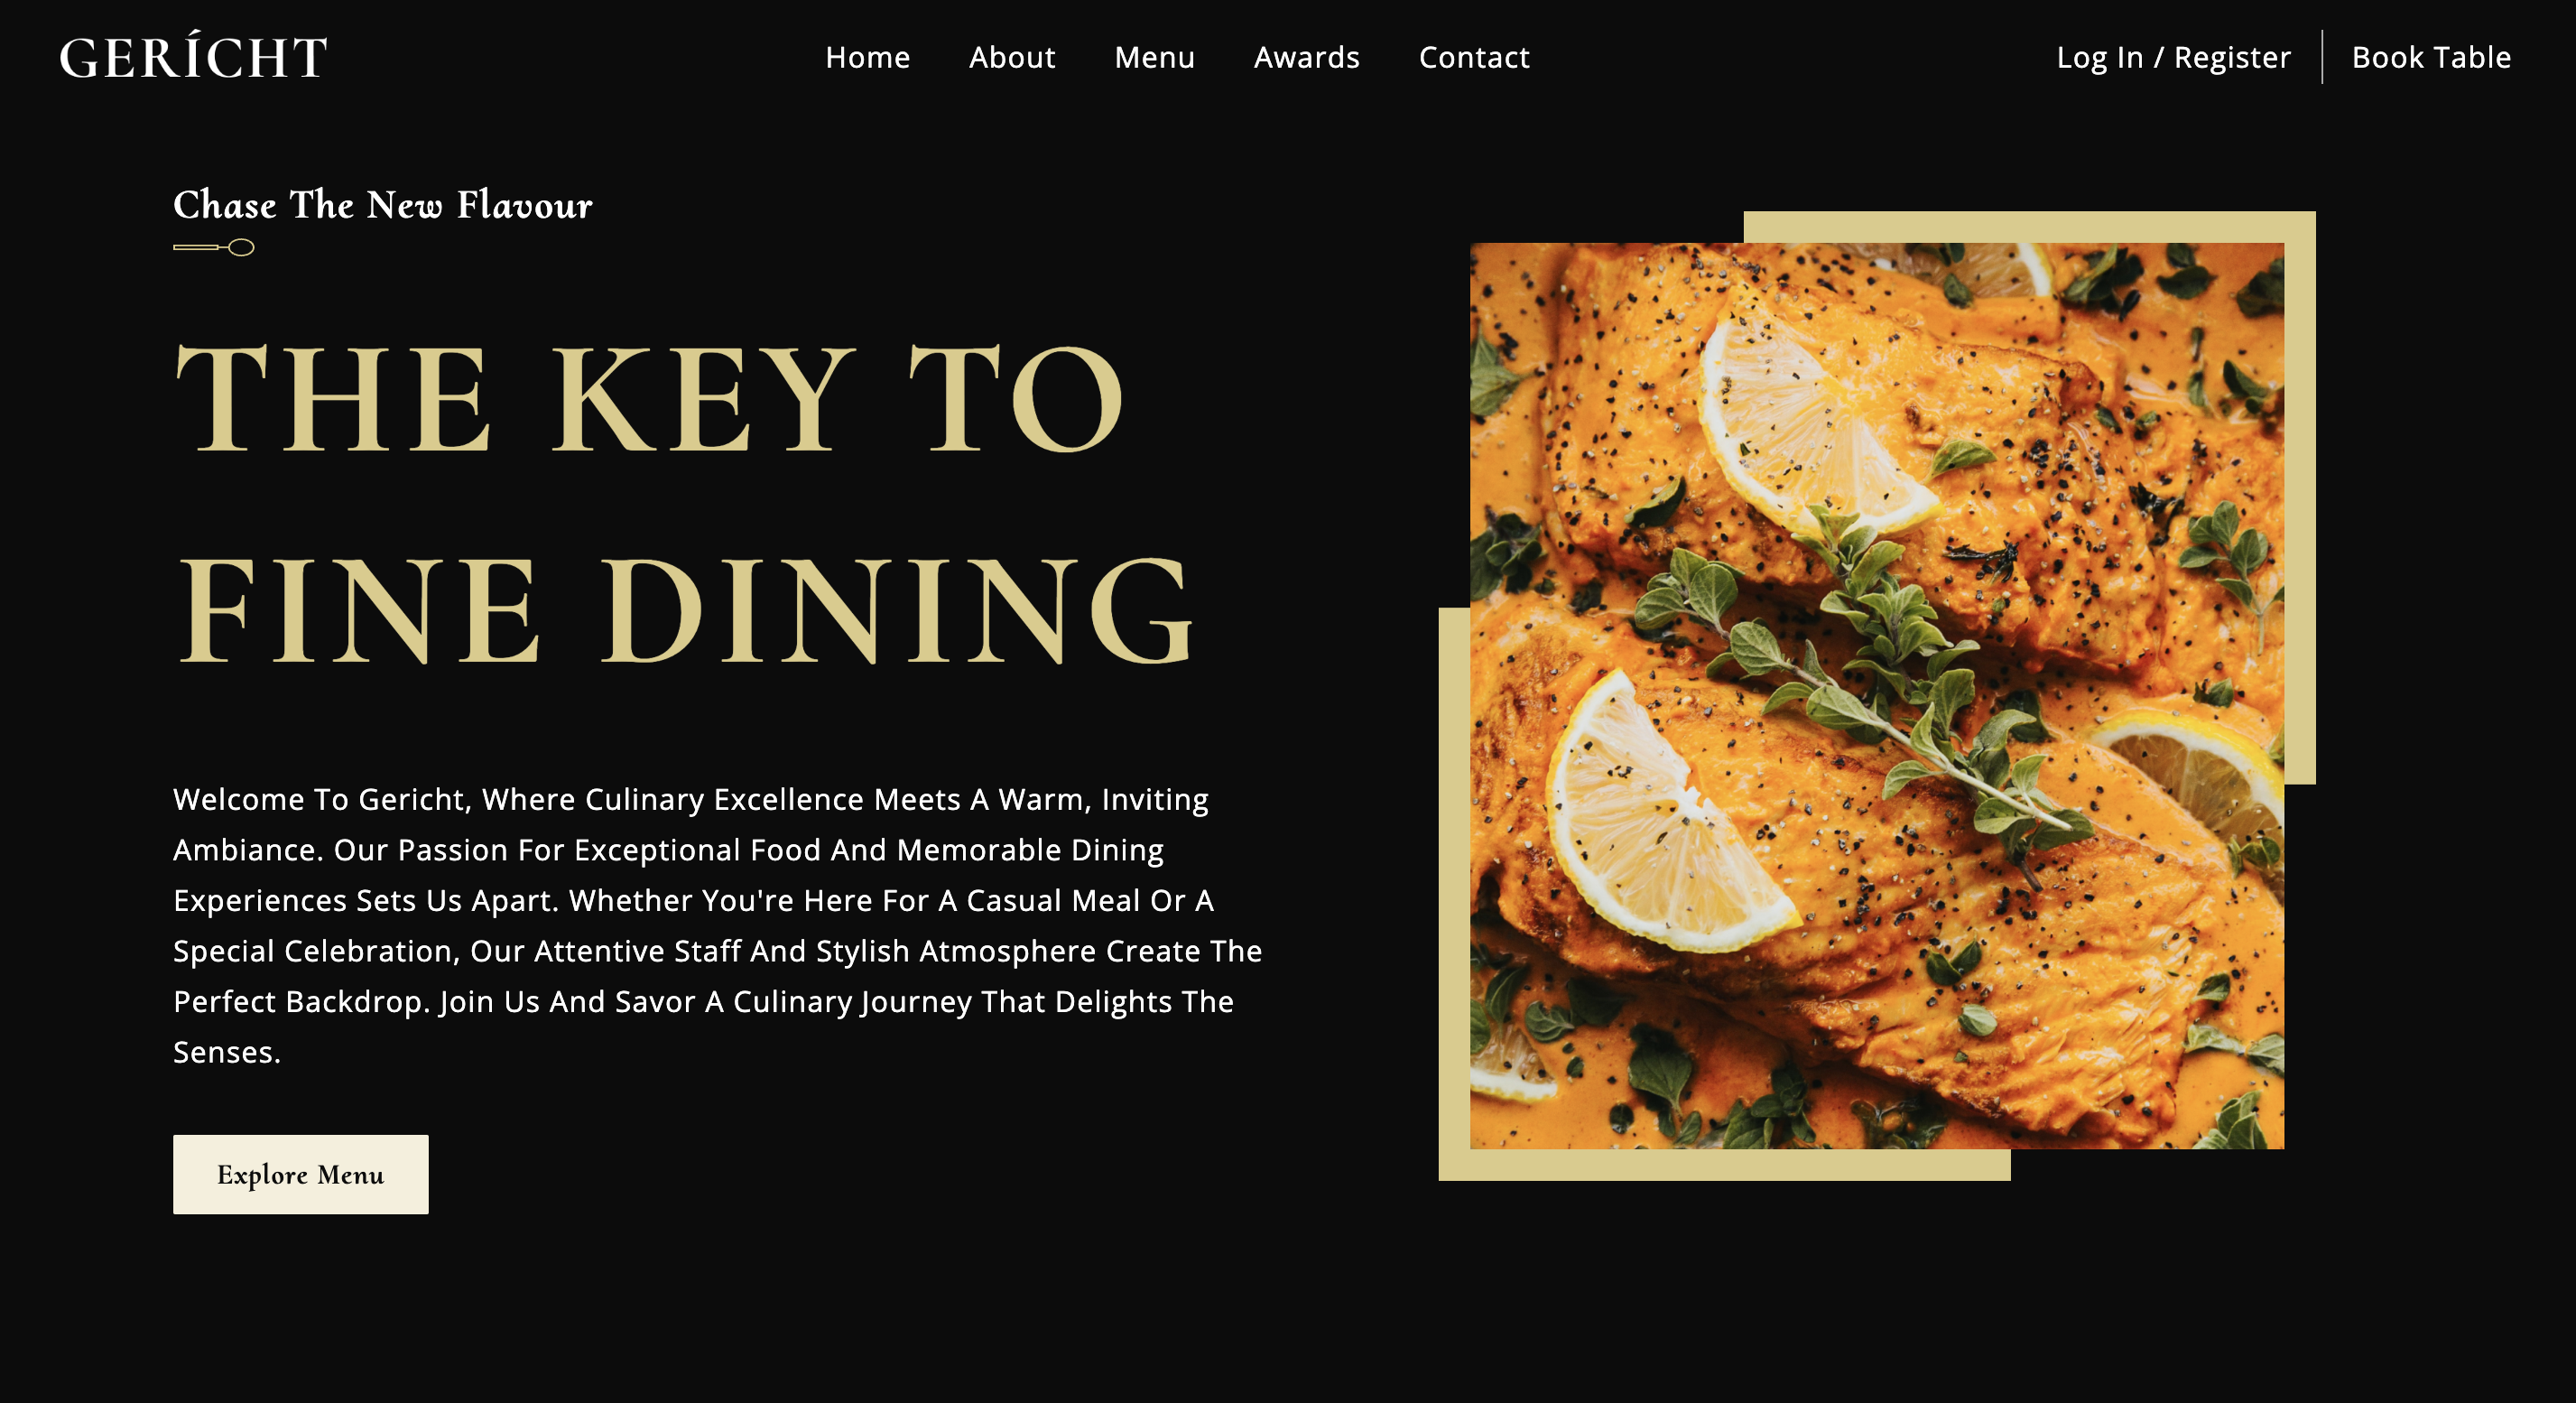 GERÍCHT
Home
About
Menu
Awards
Contact
Log In / Register
Book Table
Chase The New Flavour
THE KEY TO
FINE DINING
Welcome To Gericht, Where Culinary Excellence Meets A Warm, Inviting
Ambiance. Our Passion For Exceptional Food And Memorable Dining
Experiences Sets Us Apart. Whether You're Here For A Casual Meal Or A
Special Celebration, Our Attentive Staff And Stylish Atmosphere Create The
Perfect Backdrop. Join Us And Savor A Culinary Journey That Delights The
Senses.
Explore Menu